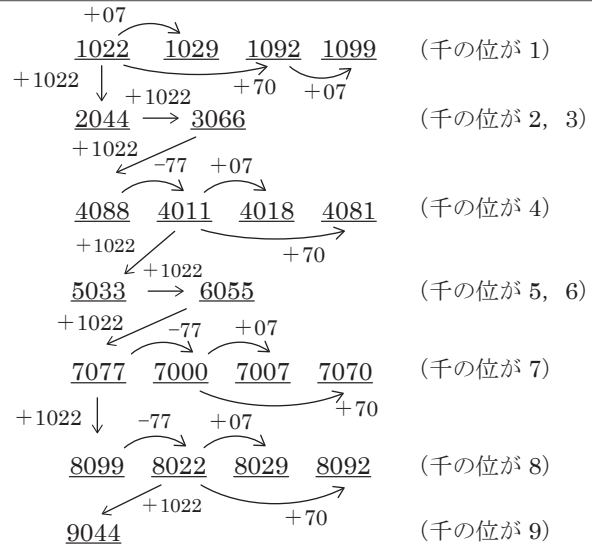 +07
1022 1029 1092 1099 (千の位が 1)
+1022 +1022 +70 +07
2044 3066 (千の位が 2, 3)
+1022 -77 +07
4088 4011 4018 4081 (千の位が 4)
+1022 +1022 +70
5033 6055 (千の位が 5, 6)
+1022 -77 +07
7077 7000 7007 7070 (千の位が 7)
+1022 -77 +07 +70
8099 8022 8029 8092 (千の位が 8)
+1022 +70
9044 (千の位が 9)